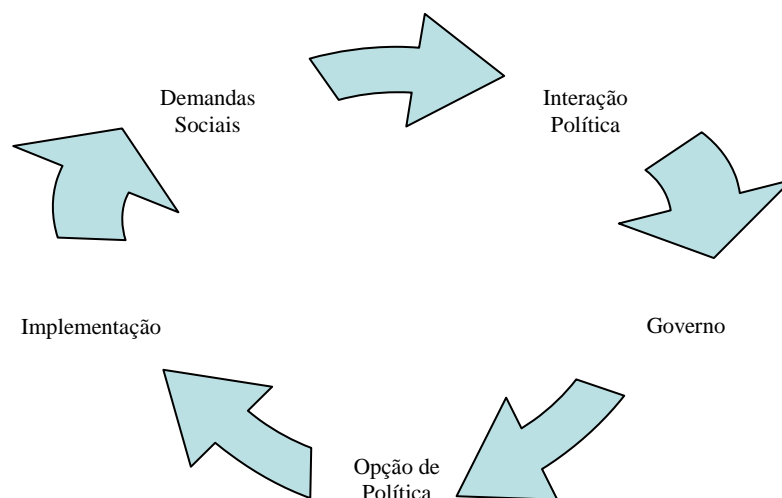 Demandas
Sociais
Interação
Política
Governo
Opção de
Política
Implementação